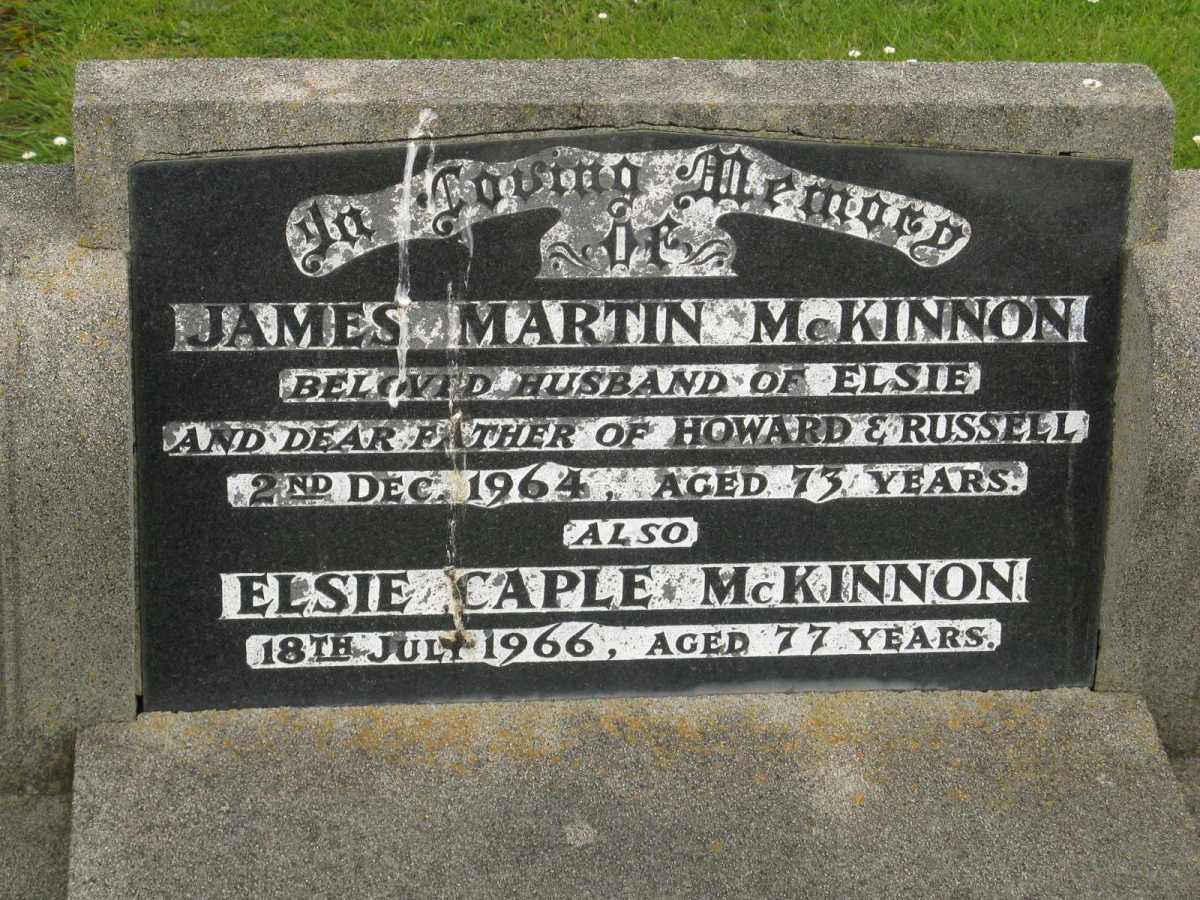 In Loving Memory
Of
JAMES MARTIN McKINNON
BELOVED HUSBAND OF ELSIE
AND DEAR FATHER OF HOWARD & RUSSELL
2ND DEC. 1964, AGED 73 YEARS.
ALSO
ELSIE CAPLE McKINNON
18TH JULY 1966, AGED 77 YEARS.